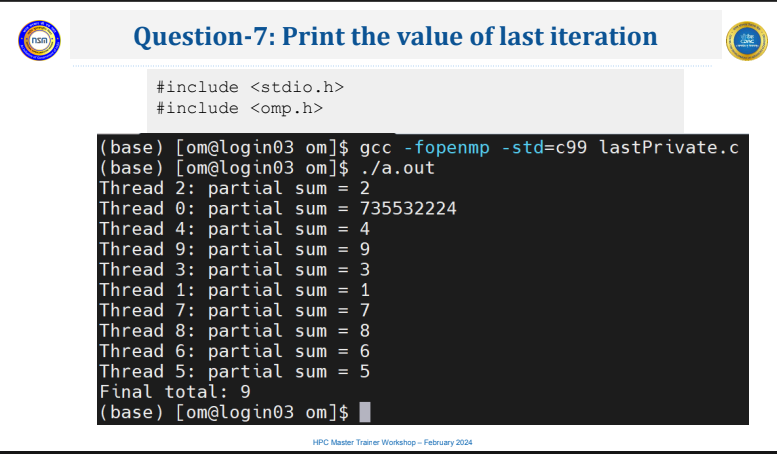 Question-7: Print the value of last iteration
nsm
#include <stdio.h>
#include <omp.h>
(base) [om@login03 om]$ gcc -fopenmp -std=c99 lastPrivate.c
(base) [om@login03 om]$ ./a.out
Thread 2: partial sum = 2
Thread 0: partial sum = 735532224
Thread 4: partial sum = 4
Thread 9: partial sum = 9
Thread 3: partial sum = 3
Thread 1: partial sum = 1
Thread 7: partial sum = 7
Thread 8: partial sum = 8
Thread 6: partial sum = 6
Thread 5: partial sum = 5
Final total: 9
(base) [om@login03 om]$
HPC Master Trainer Workshop – February 2024